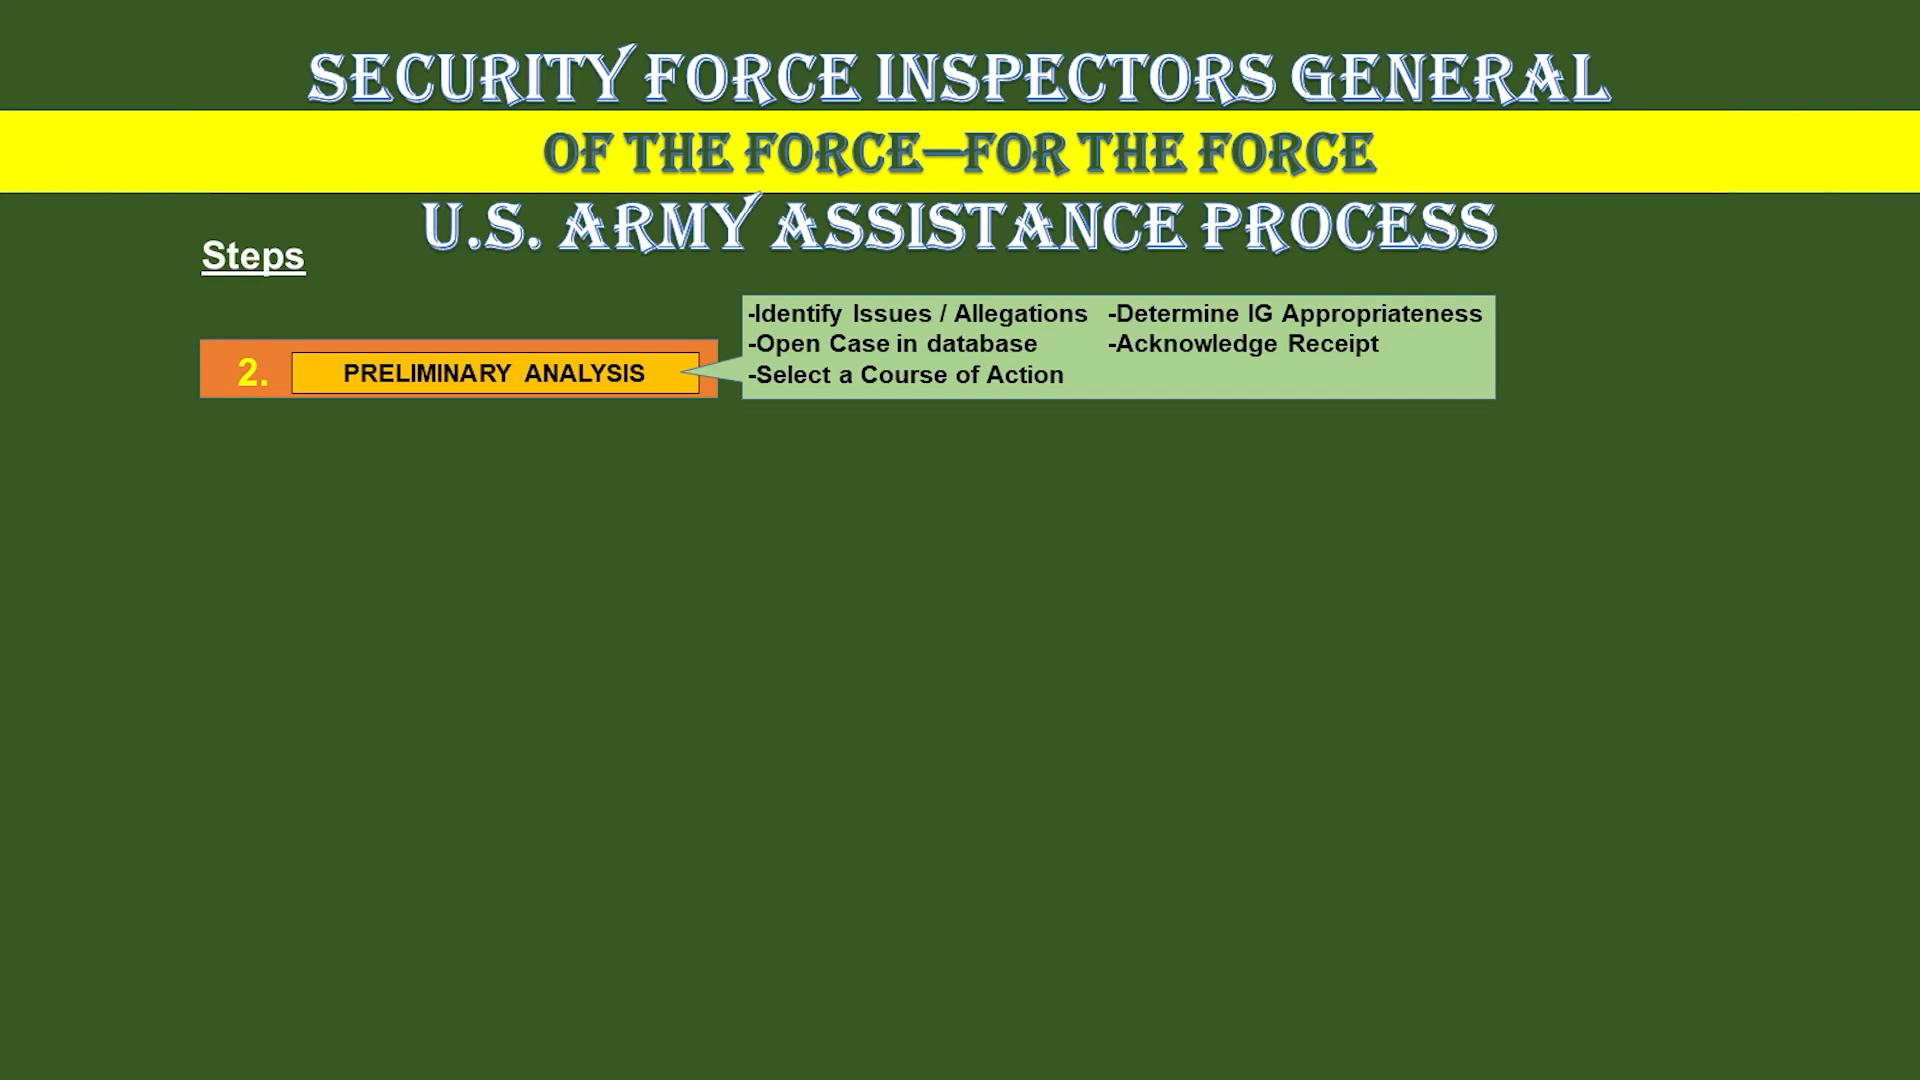 SECURITY FORCE INSPECTORS GENERAL
OF THE FORCE—FOR THE FORCE
U.S. ARMY ASSISTANCE PROCESS
Steps
2. PRELIMINARY ANALYSIS
-Identify Issues / Allegations -Determine IG Appropriateness
-Open Case in database -Acknowledge Receipt
-Select a Course of Action